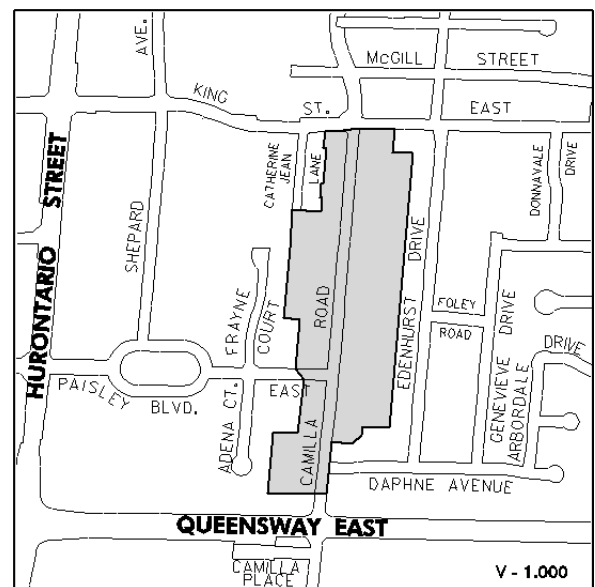 AVE.
McGILL STREET
KING ST. EAST
HURONTARIO STREET
SHEPARD
CATHERINE JEAN LANE
DONNAVALE DRIVE
FRAYNE COURT
ROAD
EDENHURST DRIVE
FOLEY ROAD
GENEVIEVE DRIVE
ARBORDALE DRIVE
PAISLEY BLVD. EAST
ADENA CT.
CAMILLA
DAPHNE AVENUE
QUEENSWAY EAST
CAMILLA PLACE
V - 1.000